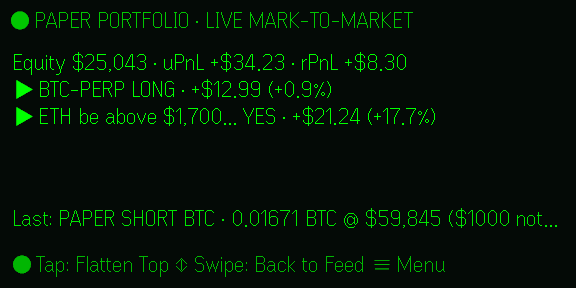 ● PAPER PORTFOLIO · LIVE MARK-TO-MARKET
Equity $25,043 · uPnL +$34.23 · rPnL +$8.30
▶ BTC-PERP LONG · +$12.99 (+0.9%)
▶ ETH be above $1,700... YES · +$21.24 (+17.7%)
Last: PAPER SHORT BTC · 0.01671 BTC @ $59,845 ($1000 not...
● Tap: Flatten Top ↕ Swipe: Back to Feed ☰ Menu